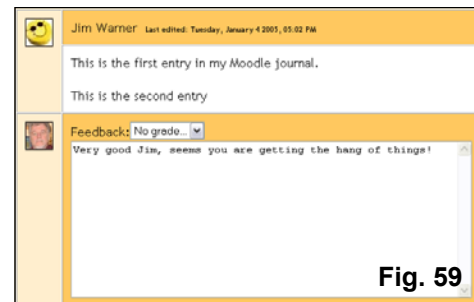 Jim Warner Last edited: Tuesday, January 4 2005, 05:02 PM
This is the first entry in my Moodle journal.
This is the second entry
Feedback: No grade...
Very good Jim, seems you are getting the hang of things!
Fig. 59